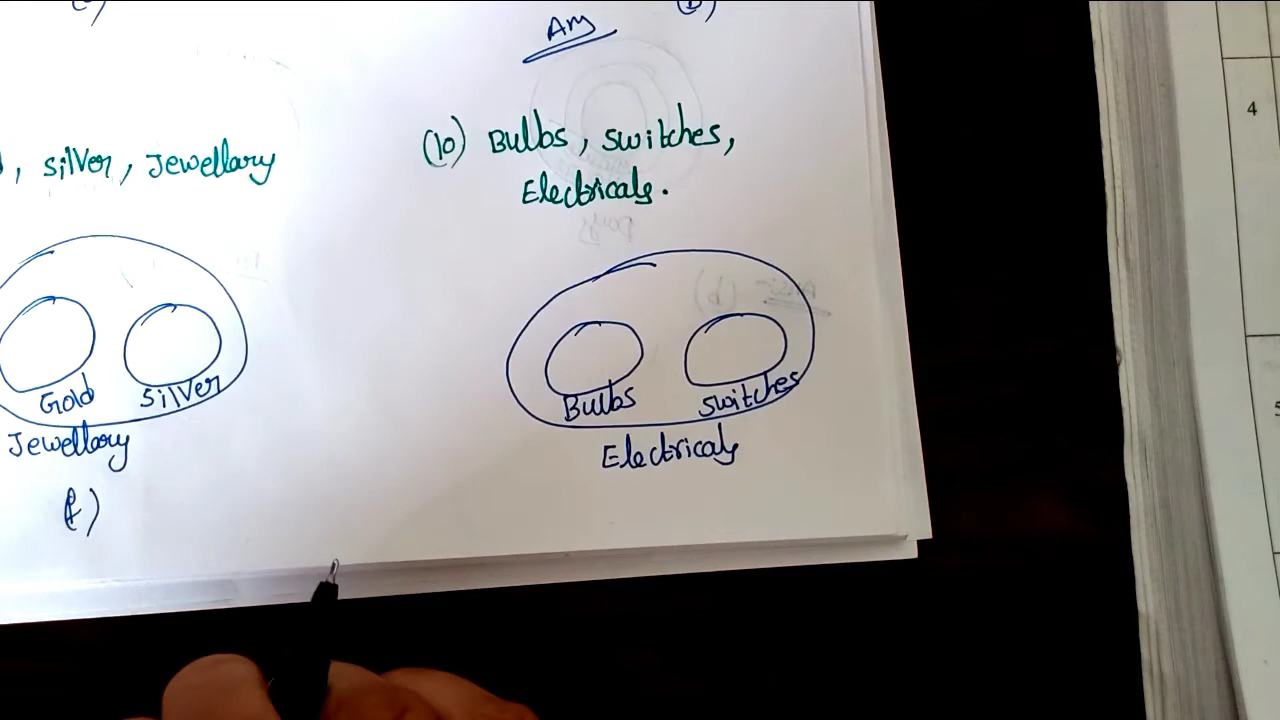 Ans
, silver, Jewellary
Gold
silver
Jewellary
(10) Bulbs, switches,
Electricals.
Bulbs
switches
Electricals
4